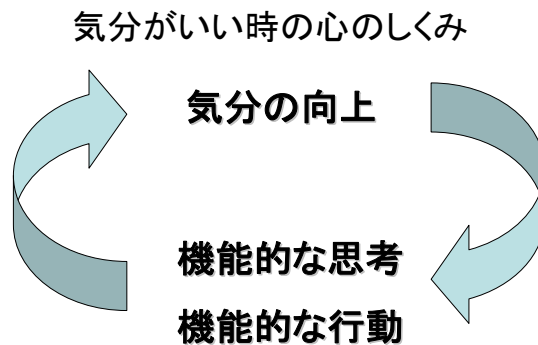 気分がいい時の心のしくみ
気分の向上
機能的な思考
機能的な行動